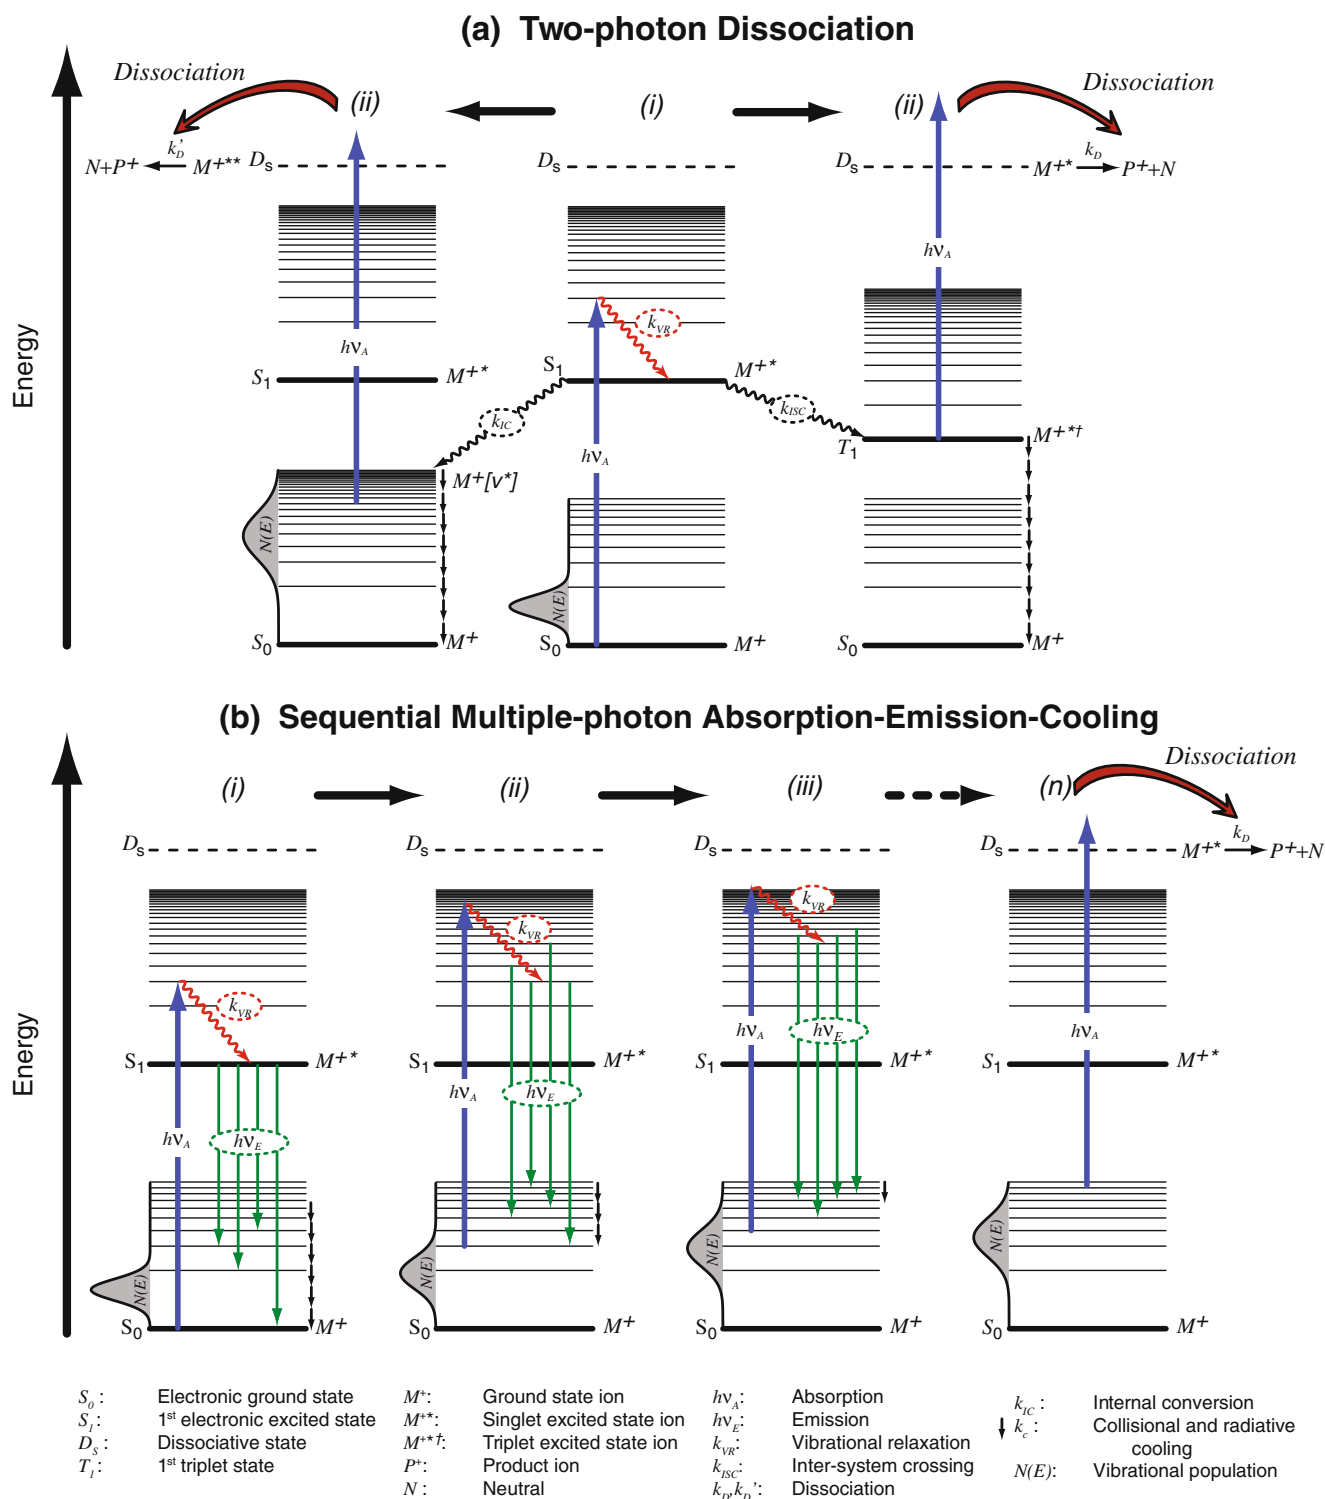 (a) Two-photon Dissociation
Dissociation
(ii)
(i)
(ii)
Dissociation
N+P+
k'D
M+**
Ds
Ds
Ds
M+*
kD
P++N
hνA
hνA
hνA
kVR
S1
M+*
S1
M+*
kIC
kISC
T1
M+*†
M+[v*]
N(E)
N(E)
S0
M+
S0
M+
S0
M+
Energy
(b) Sequential Multiple-photon Absorption-Emission-Cooling
(i)
(ii)
(iii)
(n)
Dissociation
Ds
Ds
Ds
Ds
M+*
kD
P++N
kVR
kVR
kVR
S1
M+*
S1
M+*
S1
M+*
S1
M+*
hνA
hνE
hνA
hνE
hνA
hνE
hνA
N(E)
N(E)
N(E)
N(E)
S0
M+
S0
M+
S0
M+
S0
M+
Energy
S0: Electronic ground state
S1: 1st electronic excited state
DS: Dissociative state
T1: 1st triplet state
M+: Ground state ion
M+*: Singlet excited state ion
M+*†: Triplet excited state ion
P+: Product ion
N : Neutral
hνA: Absorption
hνE: Emission
kVR: Vibrational relaxation
kISC: Inter-system crossing
kD,kD': Dissociation
kIC: Internal conversion
kc: Collisional and radiative
cooling
N(E): Vibrational population